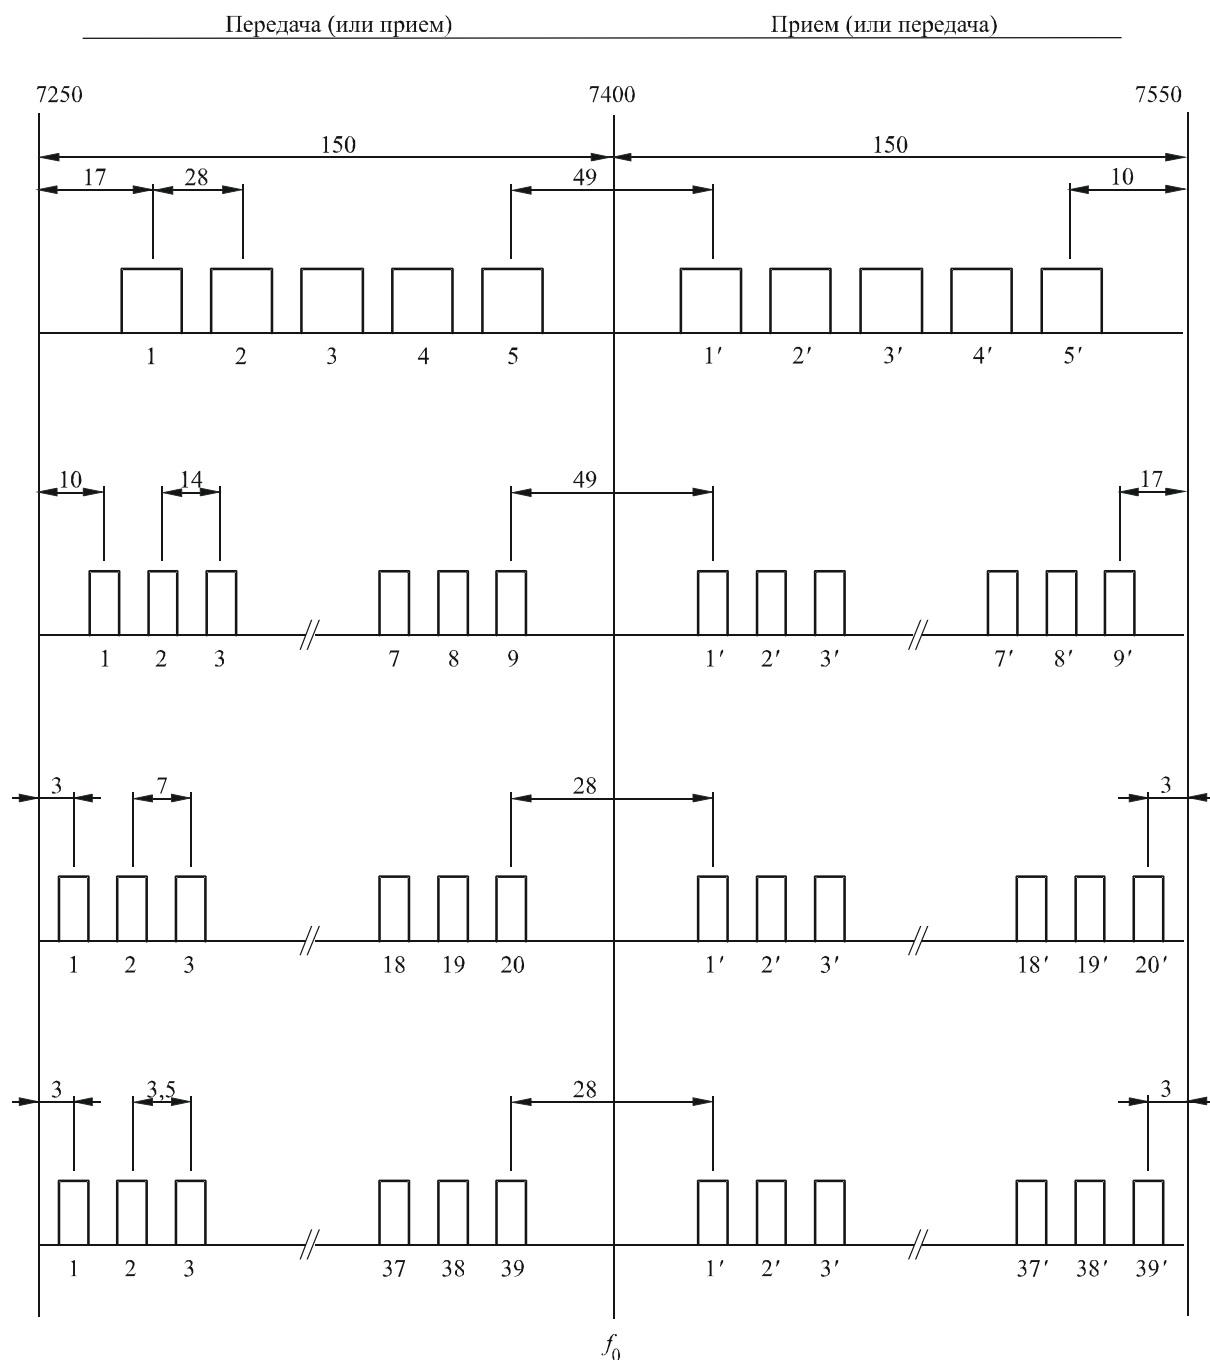 Передача (или прием) Прием (или передача)
7250 7400 7550
150 150
17 28 49 10
1 2 3 4 5 1′ 2′ 3′ 4′ 5′
10 14 49 17
1 2 3 7 8 9 1′ 2′ 3′ 7′ 8′ 9′
3 7 28 3
1 2 3 18 19 20 1′ 2′ 3′ 18′ 19′ 20′
3 3,5 28 3
1 2 3 37 38 39 1′ 2′ 3′ 37′ 38′ 39′
f0